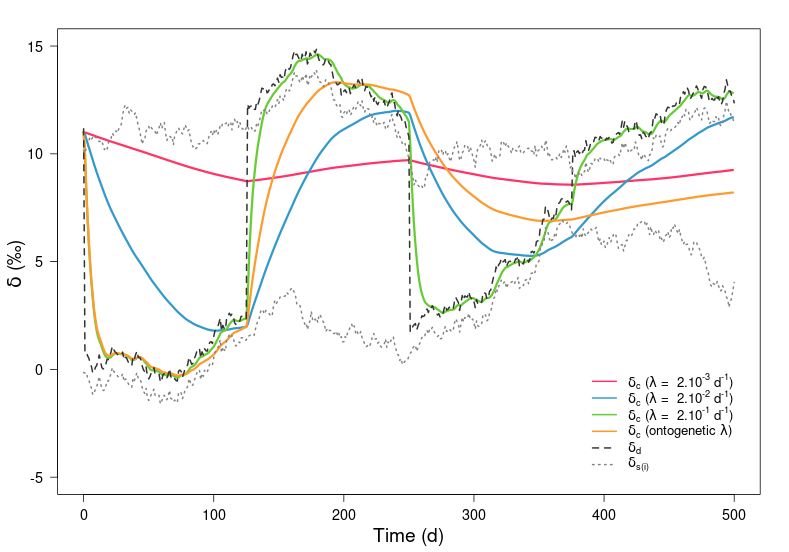 15
10
5
0
-5
δ (‰)
δc (λ = 2.10⁻³ d⁻¹)
δc (λ = 2.10⁻² d⁻¹)
δc (λ = 2.10⁻¹ d⁻¹)
δc (ontogenetic λ)
δd
δs(i)
0 100 200 300 400 500
Time (d)